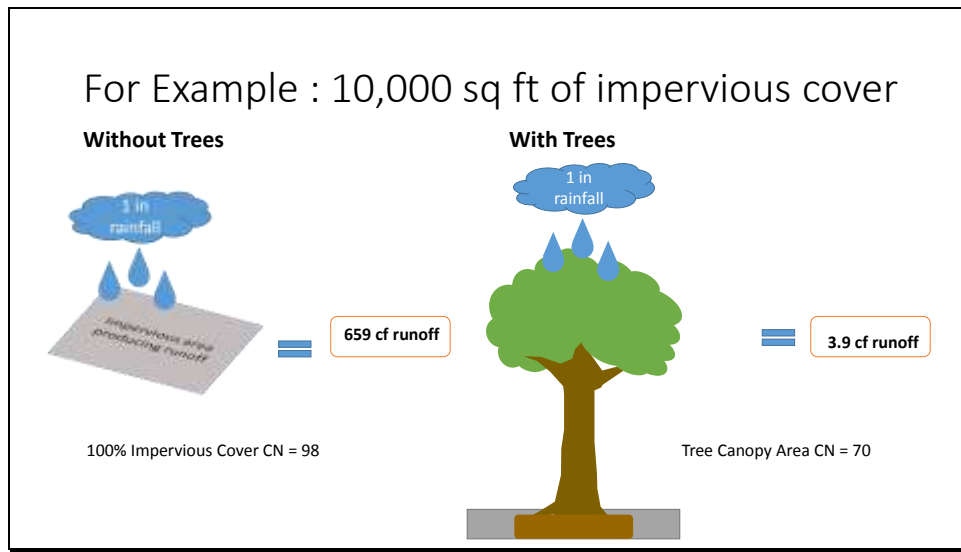 For Example : 10,000 sq ft of impervious cover
Without Trees
1 in
rainfall
Impervious area
producing runoff
659 cf runoff
100% Impervious Cover CN = 98
With Trees
1 in
rainfall
3.9 cf runoff
Tree Canopy Area CN = 70